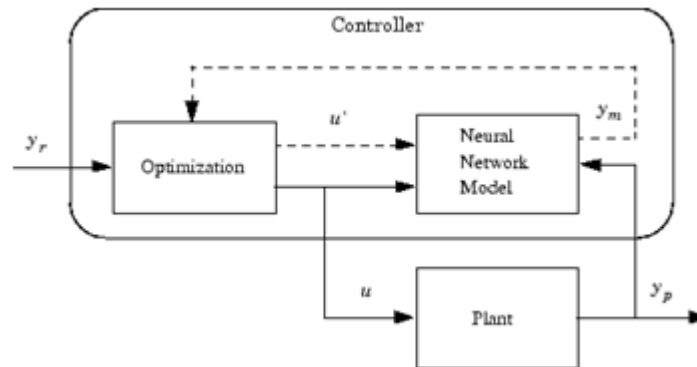 Controller
y_r
u'
y_m
Optimization
Neural
Network
Model
u
Plant
y_p